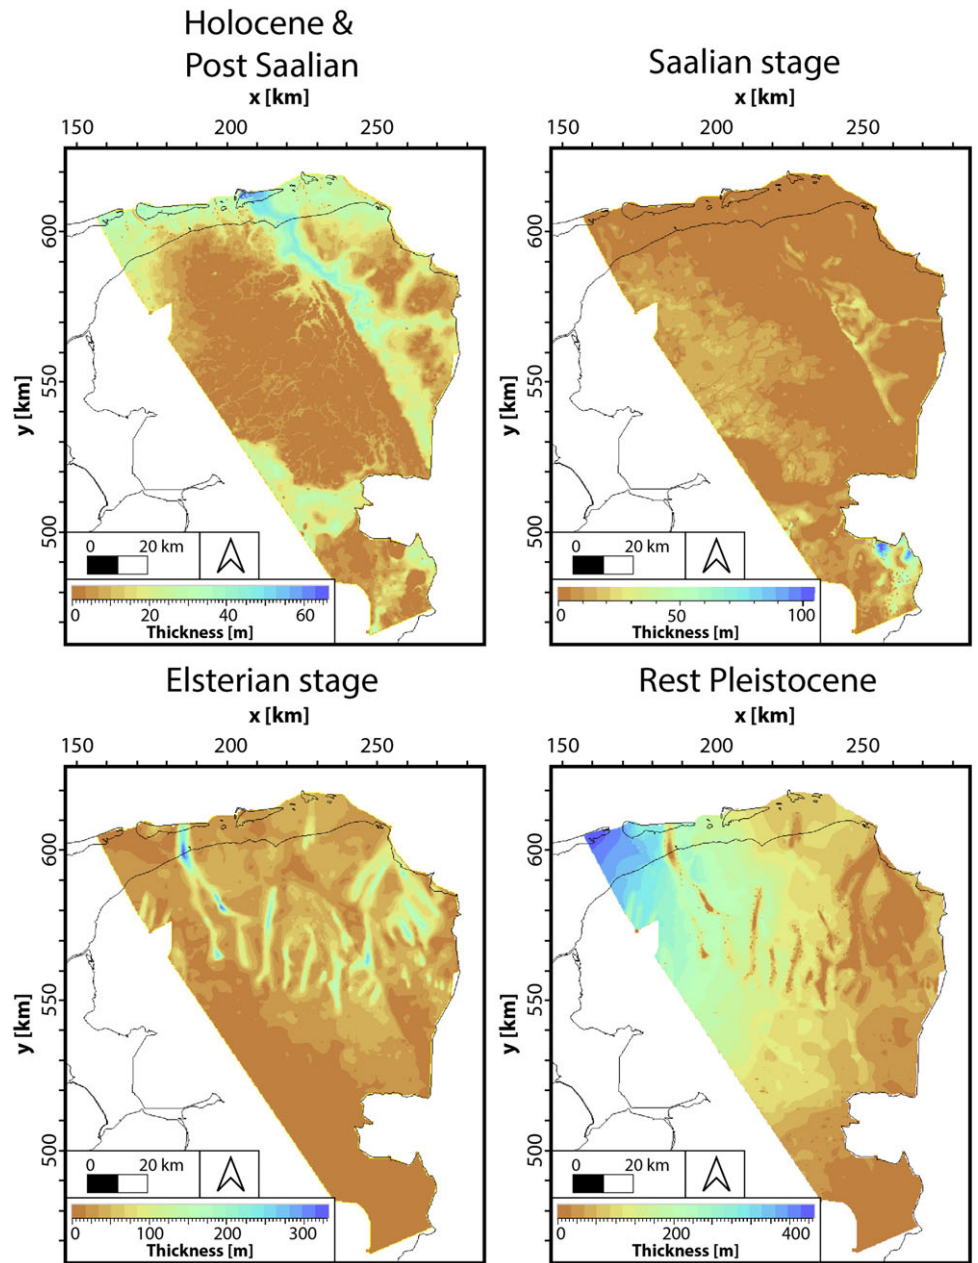 Holocene &
Post Saalian
x [km]
150 200 250
y [km]
600
550
500
0 20 km
0 20 40 60
Thickness [m]
Saalian stage
x [km]
150 200 250
y [km]
600
550
500
0 20 km
0 50 100
Thickness [m]
Elsterian stage
x [km]
150 200 250
y [km]
600
550
500
0 20 km
0 100 200 300
Thickness [m]
Rest Pleistocene
x [km]
150 200 250
y [km]
600
550
500
0 20 km
0 200 400
Thickness [m]